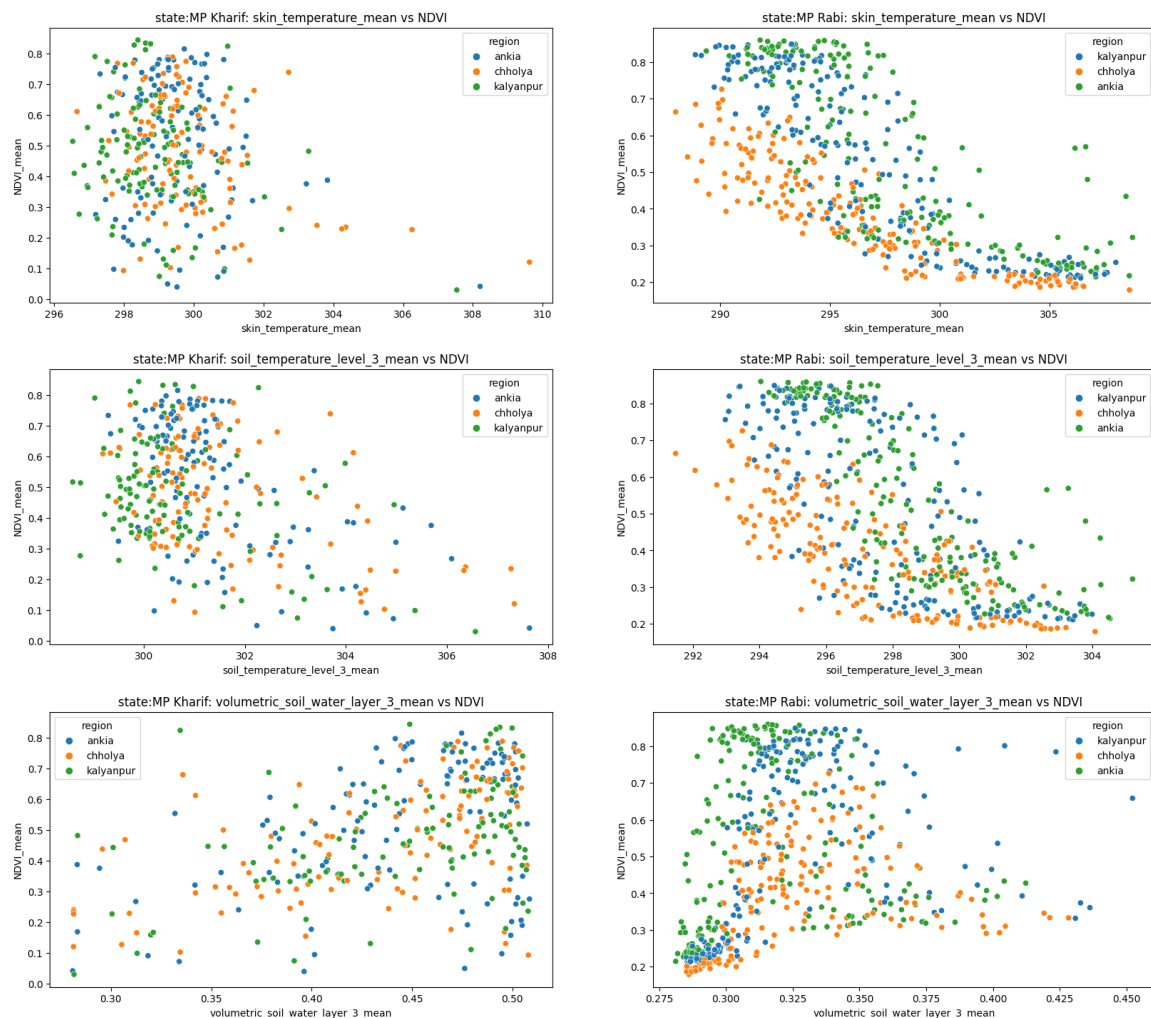 state:MP Kharif: skin_temperature_mean vs NDVI
NDVI_mean
0.8
0.7
0.6
0.5
0.4
0.3
0.2
0.1
0.0
region
ankia
chholya
kalyanpur
296 298 300 302 304 306 308 310
skin_temperature_mean
state:MP Rabi: skin_temperature_mean vs NDVI
NDVI_mean
0.8
0.7
0.6
0.5
0.4
0.3
0.2
region
kalyanpur
chholya
ankia
290 295 300 305
skin_temperature_mean
state:MP Kharif: soil_temperature_level_3_mean vs NDVI
NDVI_mean
0.8
0.7
0.6
0.5
0.4
0.3
0.2
0.1
0.0
region
ankia
chholya
kalyanpur
300 302 304 306 308
soil_temperature_level_3_mean
state:MP Rabi: soil_temperature_level_3_mean vs NDVI
NDVI_mean
0.8
0.7
0.6
0.5
0.4
0.3
0.2
region
kalyanpur
chholya
ankia
292 294 296 298 300 302 304
soil_temperature_level_3_mean
state:MP Kharif: volumetric_soil_water_layer_3_mean vs NDVI
NDVI_mean
0.8
0.7
0.6
0.5
0.4
0.3
0.2
0.1
0.0
region
ankia
chholya
kalyanpur
0.30 0.35 0.40 0.45 0.50
volumetric_soil_water_layer_3_mean
state:MP Rabi: volumetric_soil_water_layer_3_mean vs NDVI
NDVI_mean
0.8
0.7
0.6
0.5
0.4
0.3
0.2
region
kalyanpur
chholya
ankia
0.275 0.300 0.325 0.350 0.375 0.400 0.425 0.450
volumetric_soil_water_layer_3_mean